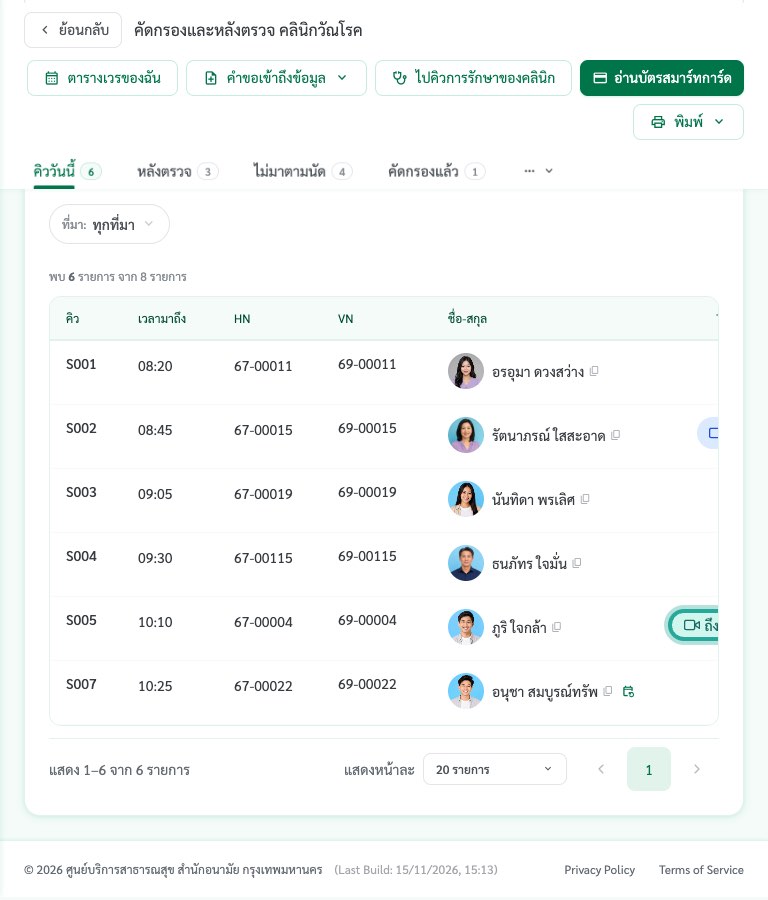 ย้อนกลับ คัดกรองและหลังตรวจ คลินิกวัณโรค
ตารางเวรของฉัน คำขอเข้าถึงข้อมูล ไปคิวการรักษาของคลินิก อ่านบัตรสมาร์ทการ์ด
พิมพ์
คิววันนี้ 6 หลังตรวจ 3 ไม่มาตามนัด 4 คัดกรองแล้ว 1 ...
ที่มา: ทุกที่มา
พบ 6 รายการ จาก 8 รายการ
คิว เวลามาถึง HN VN ชื่อ-สกุล
S001 08:20 67-00011 69-00011 อรอุมา ดวงสว่าง
S002 08:45 67-00015 69-00015 รัตนาภรณ์ ใสสะอาด
S003 09:05 67-00019 69-00019 นันทิดา พรเลิศ
S004 09:30 67-00115 69-00115 ธนภัทร ใจมั่น
S005 10:10 67-00004 69-00004 ภูริ ใจกล้า
S007 10:25 67-00022 69-00022 อนุชา สมบูรณ์ทรัพ
แสดง 1–6 จาก 6 รายการ แสดงหน้าละ 20 รายการ 1
© 2026 ศูนย์บริการสาธารณสุข สำนักอนามัย กรุงเทพมหานคร (Last Build: 15/11/2026, 15:13) Privacy Policy Terms of Service